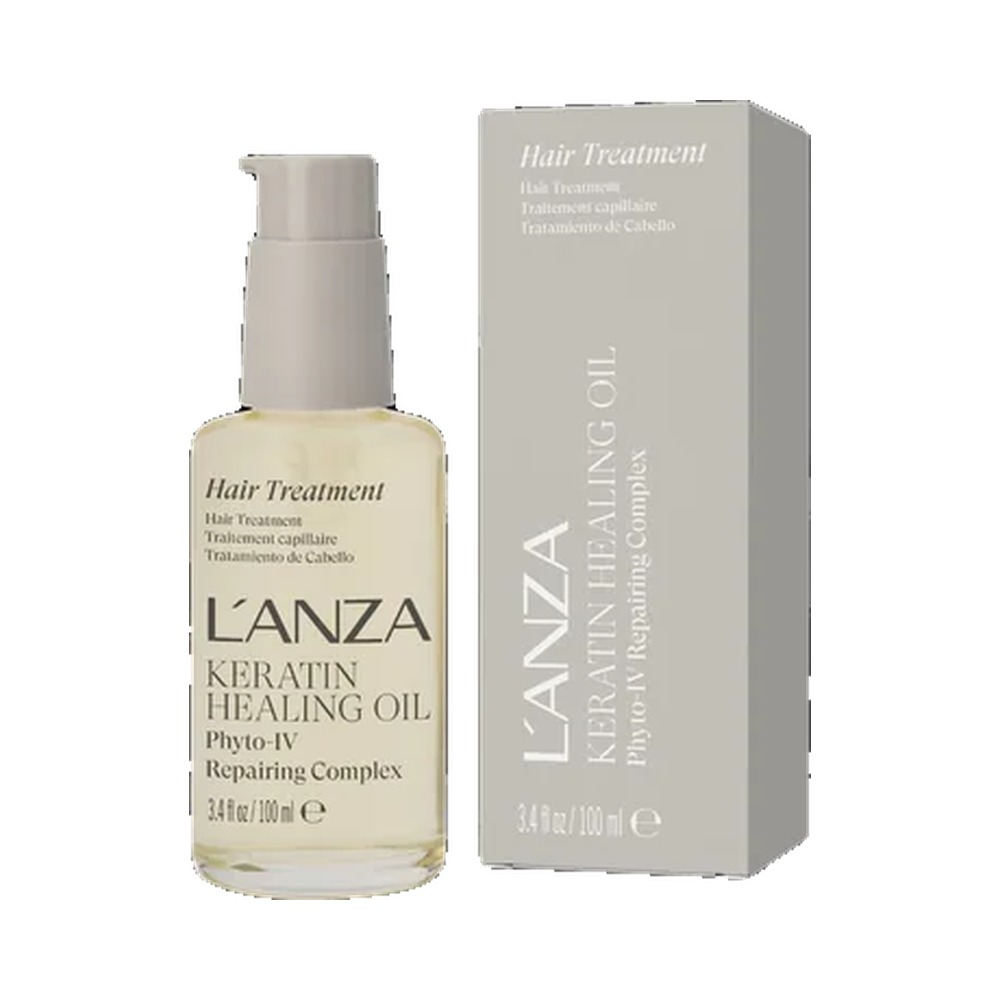 Hair Treatment
Hair Treatment
Traitement capillaire
Tratamiento de Cabello
L'ANZA
KERATIN
HEALING OIL
Phyto-IV
Repairing Complex
3.4 fl oz / 100 ml ℮
Hair Treatment
Hair Treatment
Traitement capillaire
Tratamiento de Cabello
L'ANZA
KERATIN HEALING OIL
Phyto-IV Repairing Complex
3.4 fl oz / 100 ml ℮